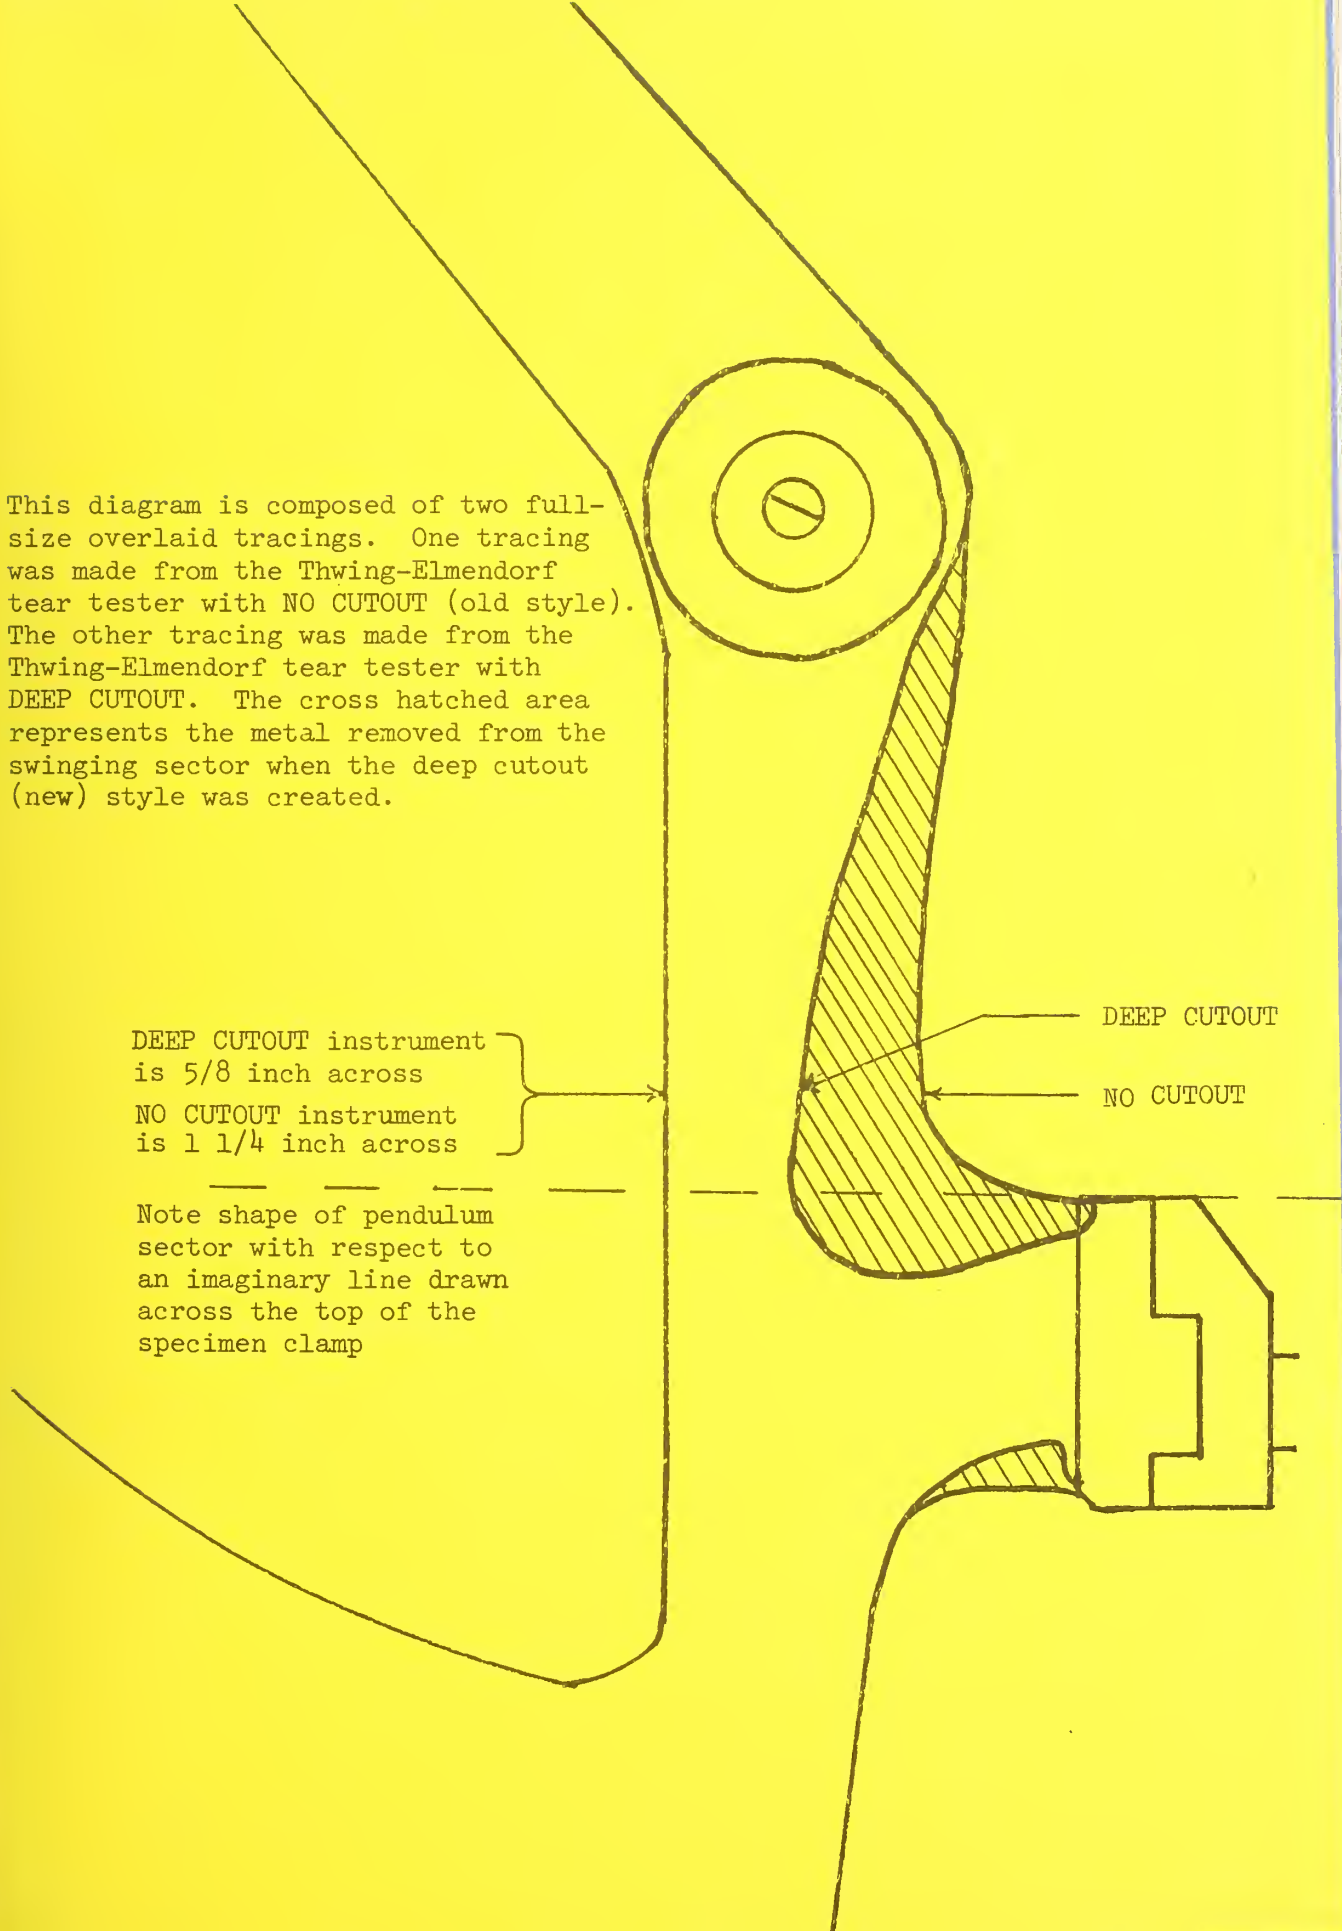 This diagram is composed of two full-
size overlaid tracings. One tracing
was made from the Thwing-Elmendorf
tear tester with NO CUTOUT (old style).
The other tracing was made from the
Thwing-Elmendorf tear tester with
DEEP CUTOUT. The cross hatched area
represents the metal removed from the
swinging sector when the deep cutout
(new) style was created.
DEEP CUTOUT instrument
is 5/8 inch across
NO CUTOUT instrument
is 1 1/4 inch across
DEEP CUTOUT
NO CUTOUT
Note shape of pendulum
sector with respect to
an imaginary line drawn
across the top of the
specimen clamp